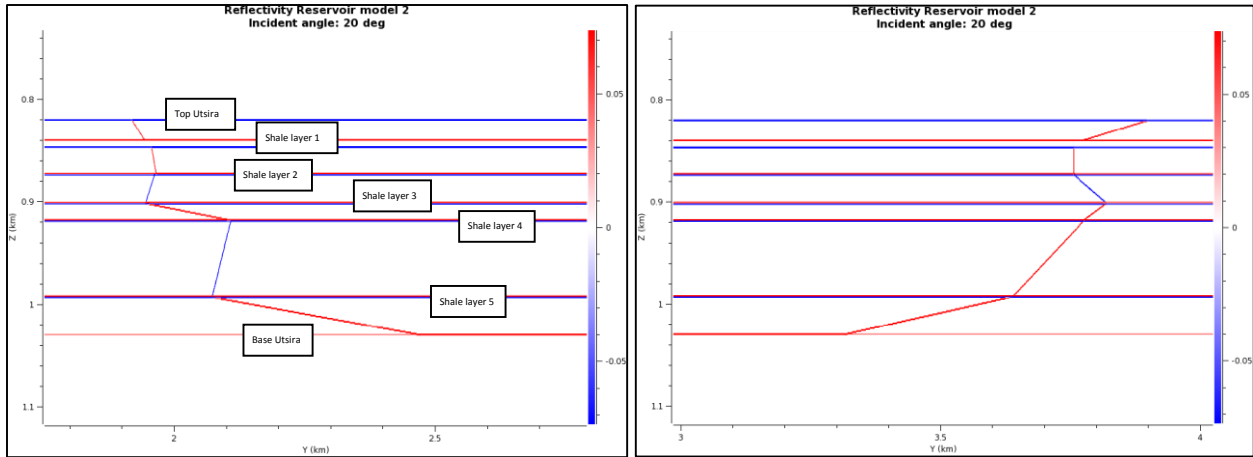 Reflectivity Reservoir model 2
Incident angle: 20 deg
0.8
0.9
1
1.1
Z (km)
Top Utsira
Shale layer 1
Shale layer 2
Shale layer 3
Shale layer 4
Shale layer 5
Base Utsira
2
2.5
Y (km)
0.05
0
-0.05
Reflectivity Reservoir model 2
Incident angle: 20 deg
0.8
0.9
1
1.1
Z (km)
3
3.5
4
Y (km)
0.05
0
-0.05